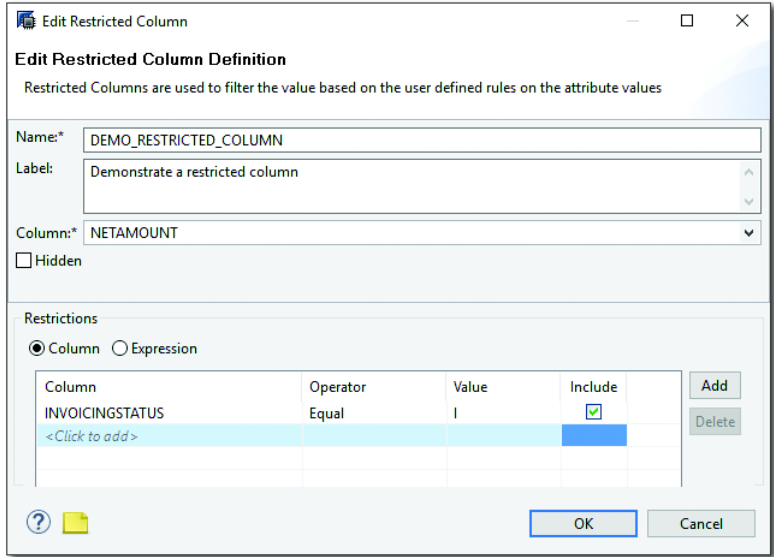 Edit Restricted Column
Edit Restricted Column Definition
Restricted Columns are used to filter the value based on the user defined rules on the attribute values
Name:* DEMO_RESTRICTED_COLUMN
Label: Demonstrate a restricted column
Column:* NETAMOUNT
Hidden
Restrictions
Column Expression
Column Operator Value Include Add
INVOICINGSTATUS Equal I Delete
<Click to add>
? OK Cancel